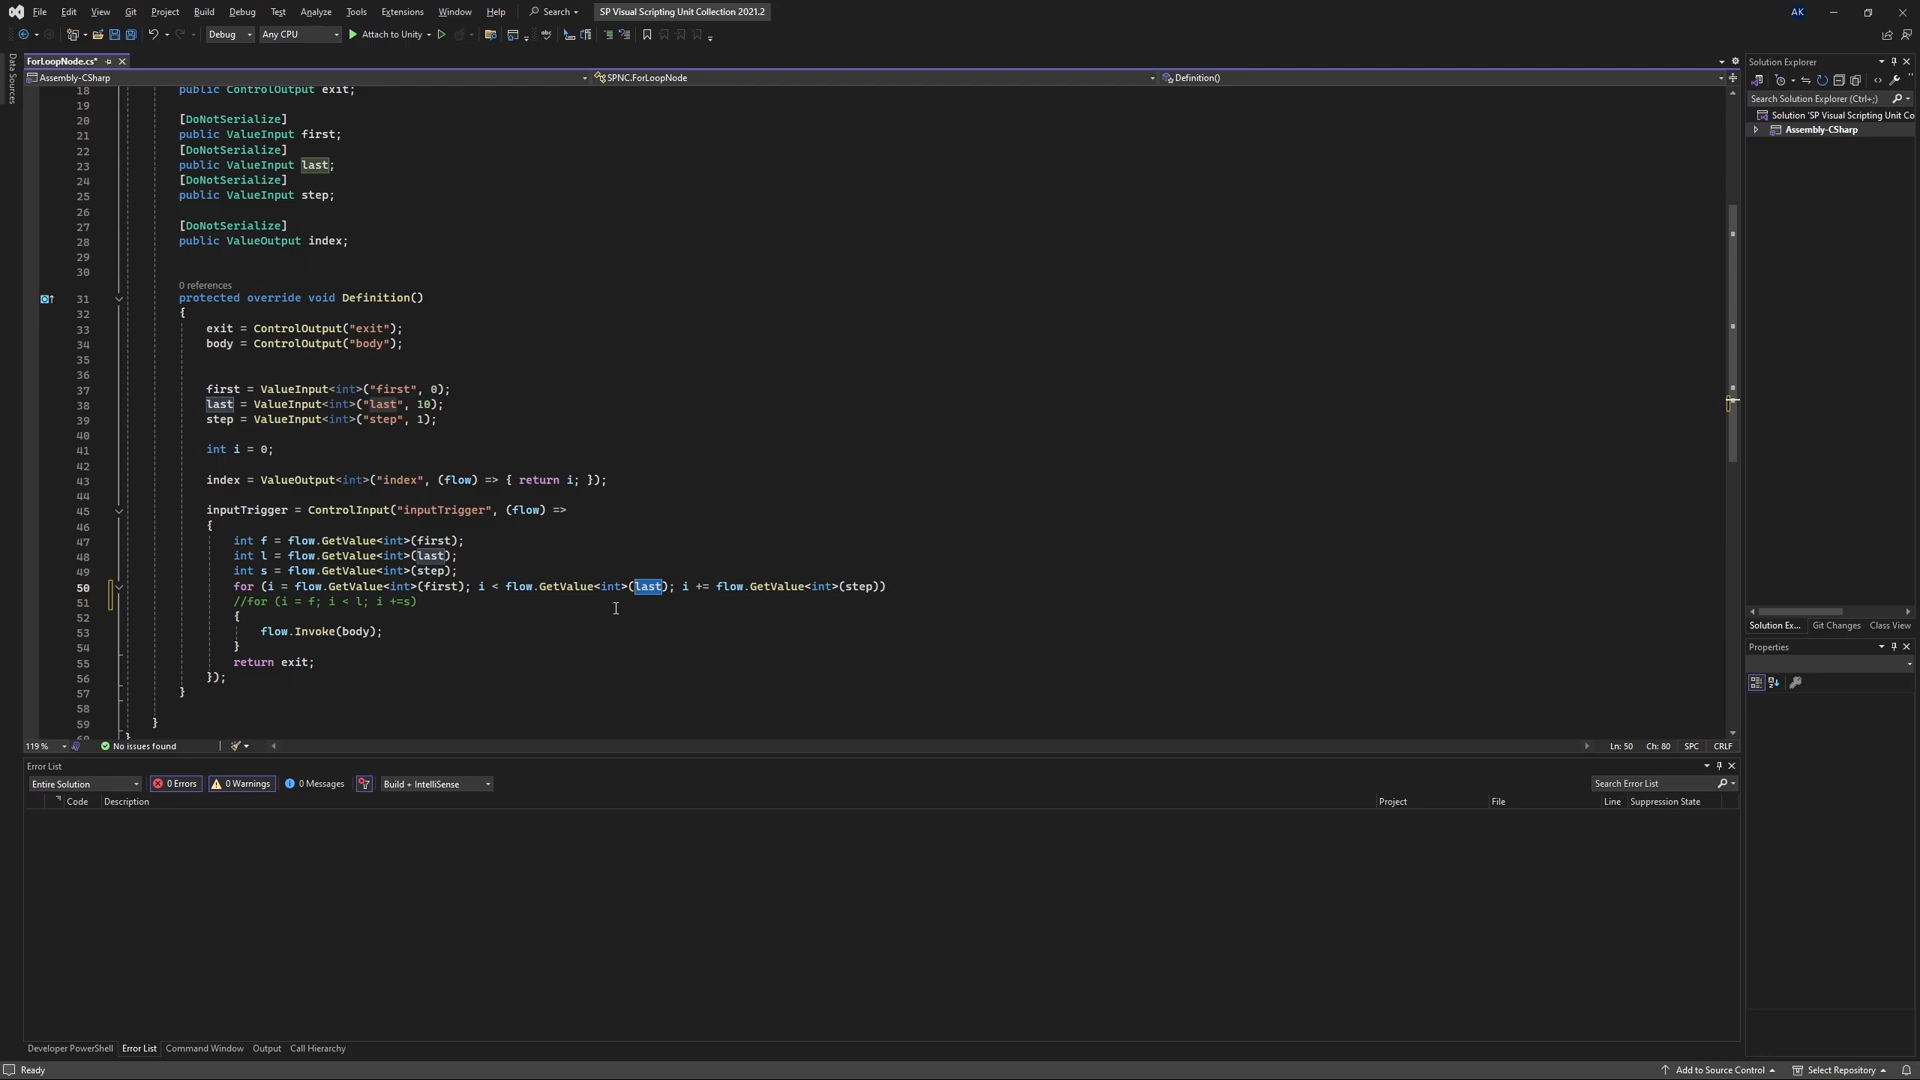 File Edit View Git Project Build Debug Test Analyze Tools Extensions Window Help Search SP Visual Scripting Unit Collection 2021.2 AK
Debug Any CPU Attach to Unity
Data Sources
ForLoopNode.cs*
Assembly-CSharp SPNC.ForLoopNode Definition()
18 public ControlOutput exit;
19
20 [DoNotSerialize]
21 public ValueInput first;
22 [DoNotSerialize]
23 public ValueInput last;
24 [DoNotSerialize]
25 public ValueInput step;
26
27 [DoNotSerialize]
28 public ValueOutput index;
29
30
0 references
31 protected override void Definition()
32 {
33 exit = ControlOutput("exit");
34 body = ControlOutput("body");
35
36
37 first = ValueInput<int>("first", 0);
38 last = ValueInput<int>("last", 10);
39 step = ValueInput<int>("step", 1);
40
41 int i = 0;
42
43 index = ValueOutput<int>("index", (flow) => { return i; });
44
45 inputTrigger = ControlInput("inputTrigger", (flow) =>
46 {
47 int f = flow.GetValue<int>(first);
48 int l = flow.GetValue<int>(last);
49 int s = flow.GetValue<int>(step);
50 for (i = flow.GetValue<int>(first); i < flow.GetValue<int>(last); i += flow.GetValue<int>(step))
51 //for (i = f; i < l; i +=s)
52 {
53 flow.Invoke(body);
54 }
55 return exit;
56 });
57 }
58
59 }
60 }
119 % No issues found Ln: 50 Ch: 80 SPC CRLF
Error List
Entire Solution 0 Errors 0 Warnings 0 Messages Build + IntelliSense Search Error List
Code Description Project File Line Suppression State
Developer PowerShell Error List Command Window Output Call Hierarchy
Solution Explorer
Search Solution Explorer (Ctrl+;)
Solution 'SP Visual Scripting Unit Co
Assembly-CSharp
Solution Ex... Git Changes Class View
Properties
Ready Add to Source Control Select Repository